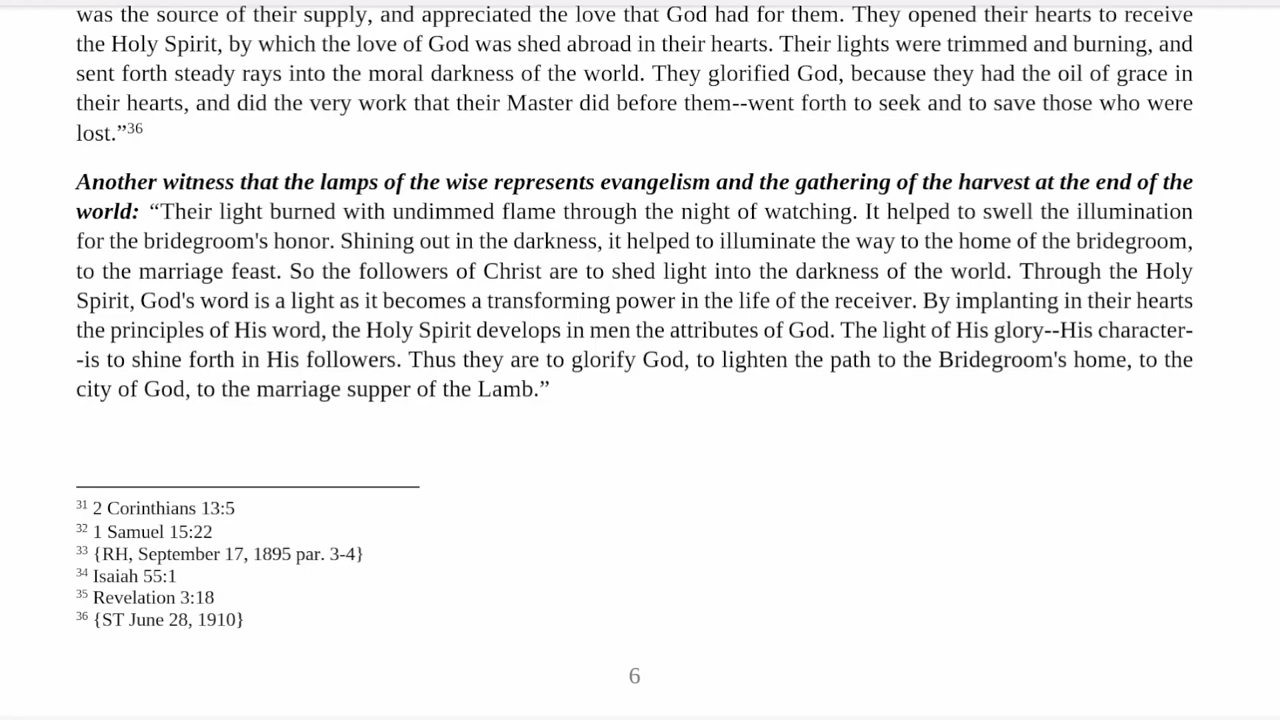 was the source of their supply, and appreciated the love that God had for them. They opened their hearts to receive
the Holy Spirit, by which the love of God was shed abroad in their hearts. Their lights were trimmed and burning, and
sent forth steady rays into the moral darkness of the world. They glorified God, because they had the oil of grace in
their hearts, and did the very work that their Master did before them--went forth to seek and to save those who were
lost.”36
Another witness that the lamps of the wise represents evangelism and the gathering of the harvest at the end of the
world: “Their light burned with undimmed flame through the night of watching. It helped to swell the illumination
for the bridegroom's honor. Shining out in the darkness, it helped to illuminate the way to the home of the bridegroom,
to the marriage feast. So the followers of Christ are to shed light into the darkness of the world. Through the Holy
Spirit, God's word is a light as it becomes a transforming power in the life of the receiver. By implanting in their hearts
the principles of His word, the Holy Spirit develops in men the attributes of God. The light of His glory--His character-
-is to shine forth in His followers. Thus they are to glorify God, to lighten the path to the Bridegroom's home, to the
city of God, to the marriage supper of the Lamb.”
31 2 Corinthians 13:5
32 1 Samuel 15:22
33 {RH, September 17, 1895 par. 3-4}
34 Isaiah 55:1
35 Revelation 3:18
36 {ST June 28, 1910}
6